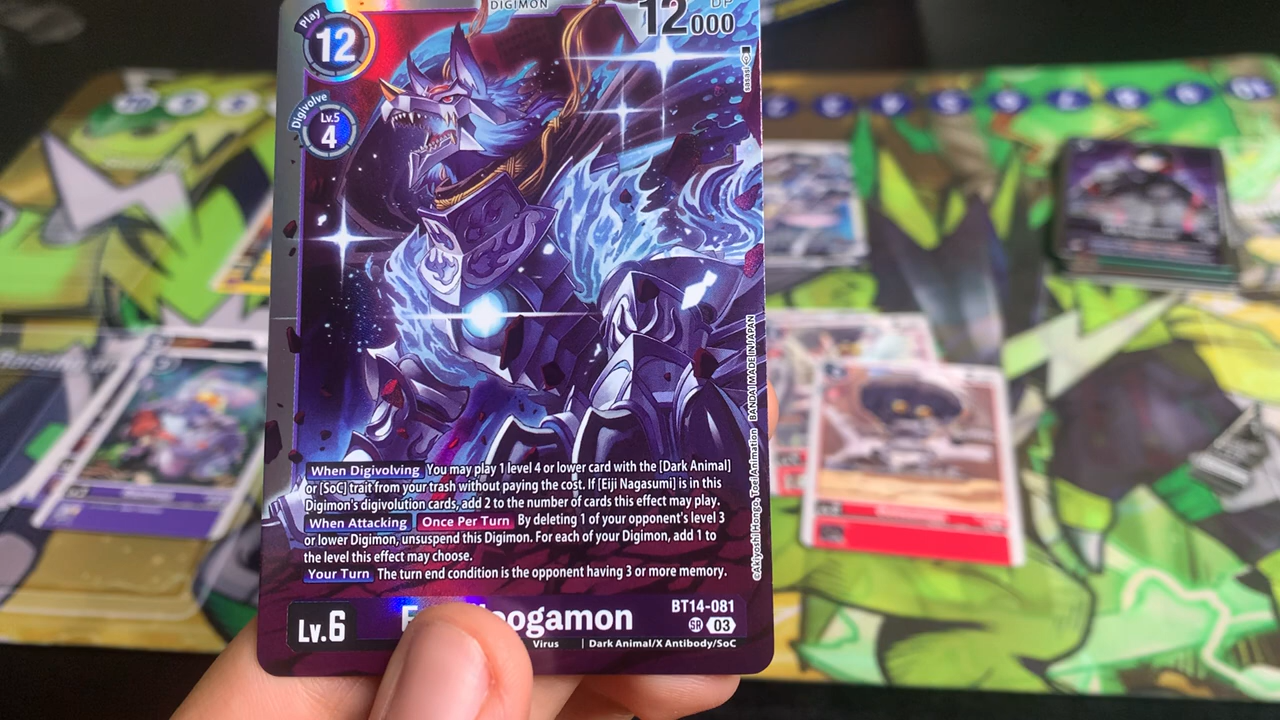 DIGIMON
Play
12
DP
12000
Digivolve
Lv.5
4
sasasi
When Digivolving You may play 1 level 4 or lower card with the [Dark Animal]
or [SoC] trait from your trash without paying the cost. If [Eiji Nagasumi] is in this
Digimon's digivolution cards, add 2 to the number of cards this effect may play.
When Attacking Once Per Turn By deleting 1 of your opponent's level 3
or lower Digimon, unsuspend this Digimon. For each of your Digimon, add 1 to
the level this effect may choose.
Your Turn The turn end condition is the opponent having 3 or more memory.
©Akiyoshi Hongo, Toei Animation BANDAI MADE IN JAPAN
Lv.6
oogamon
BT14-081
SR 03
Virus | Dark Animal/X Antibody/SoC